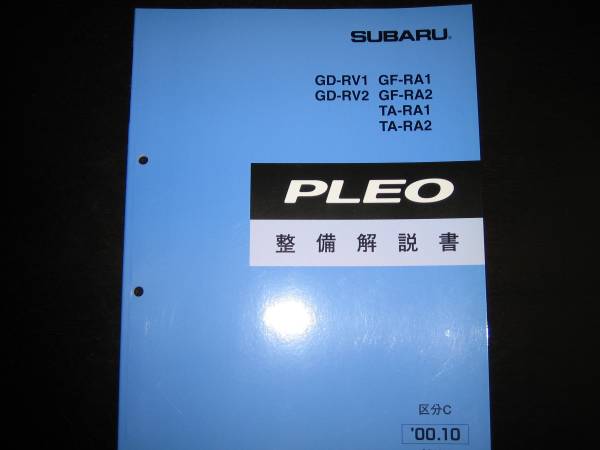 SUBARU®
GD-RV1 GF-RA1
GD-RV2 GF-RA2
TA-RA1
TA-RA2
PLEO
整備解説書
区分C
'00.10